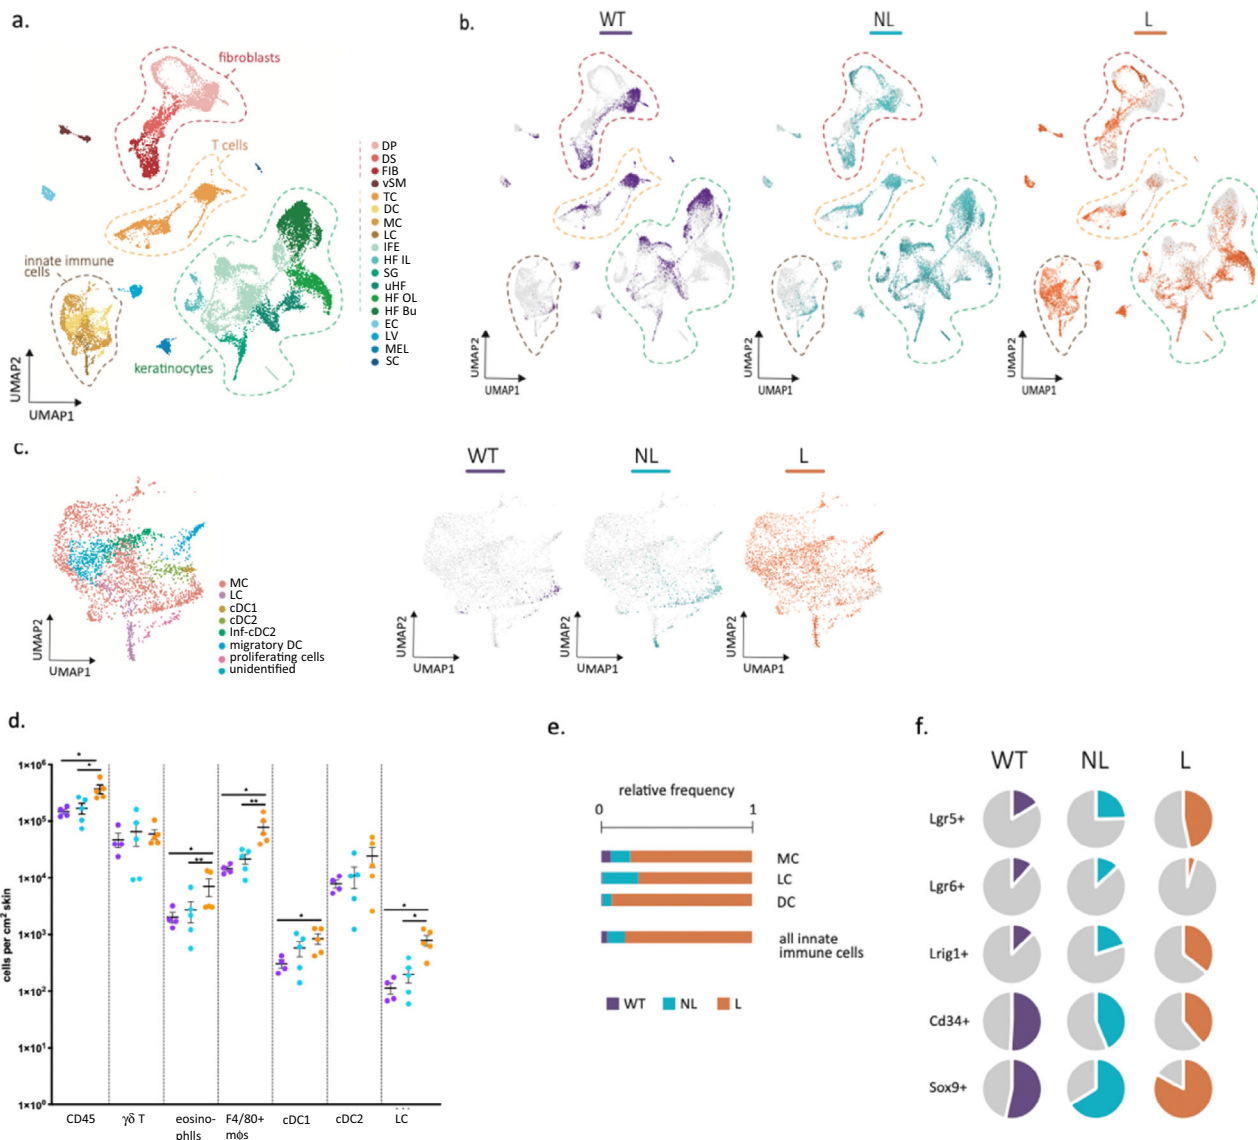 a.
fibroblasts
T cells
innate immune
cells
keratinocytes
UMAP2
UMAP1
DP
DS
FIB
vSM
TC
DC
MC
LC
IFE
HF IL
SG
uHF
HF OL
HF Bu
EC
LV
MEL
SC
b.
WT
NL
L
UMAP2
UMAP1
UMAP2
UMAP1
UMAP2
UMAP1
c.
UMAP2
UMAP1
MC
LC
cDC1
cDC2
Inf-cDC2
migratory DC
proliferating cells
unidentified
WT
NL
L
UMAP2
UMAP1
UMAP2
UMAP1
UMAP2
UMAP1
d.
cells per cm² skin
1×10⁶
1×10⁵
1×10⁴
1×10³
1×10²
1×10¹
1×10⁰
* * * ** * ** * * *
CD45
γδ T
eosino-
phlls
F4/80+
mϕs
cDC1
cDC2
LC
e.
relative frequency
0 1
MC
LC
DC
all innate
immune cells
WT NL L
f.
WT NL L
Lgr5+
Lgr6+
Lrig1+
Cd34+
Sox9+